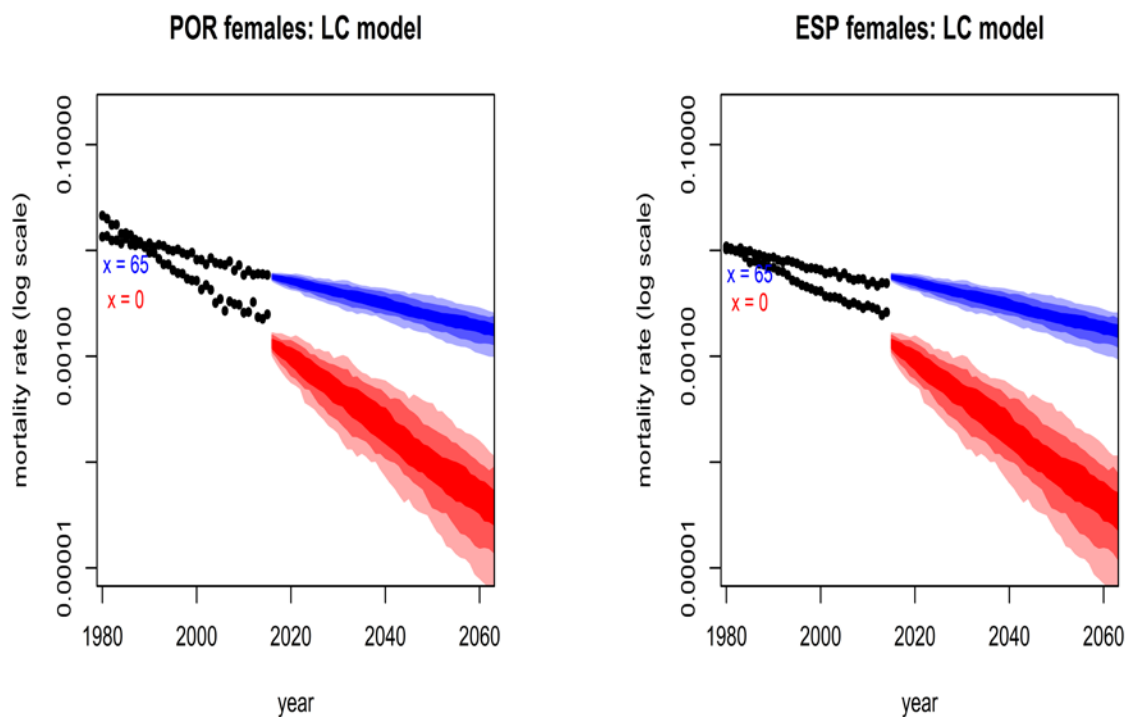 POR females: LC model
mortality rate (log scale)
0.10000
0.00100
0.00001
x = 65
x = 0
1980 2000 2020 2040 2060
year
ESP females: LC model
mortality rate (log scale)
0.10000
0.00100
0.00001
x = 65
x = 0
1980 2000 2020 2040 2060
year